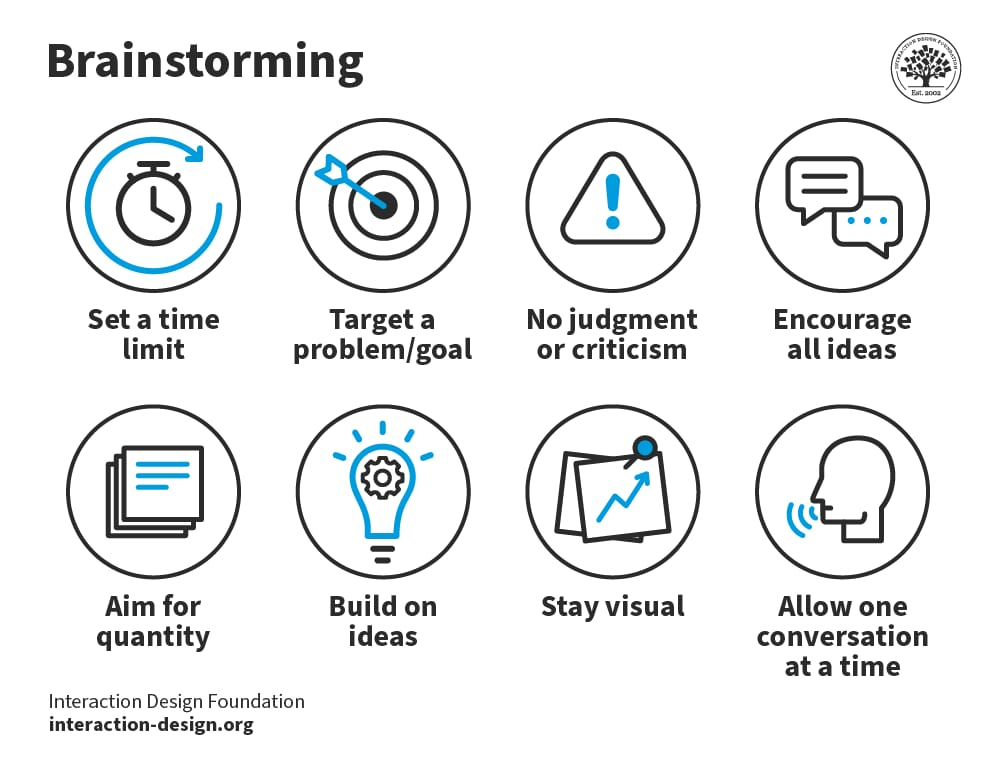 Brainstorming
INTERACTION DESIGN FOUNDATION
Est. 2002
Set a time
limit
Target a
problem/goal
No judgment
or criticism
Encourage
all ideas
Aim for
quantity
Build on
ideas
Stay visual
Allow one
conversation
at a time
Interaction Design Foundation
interaction-design.org